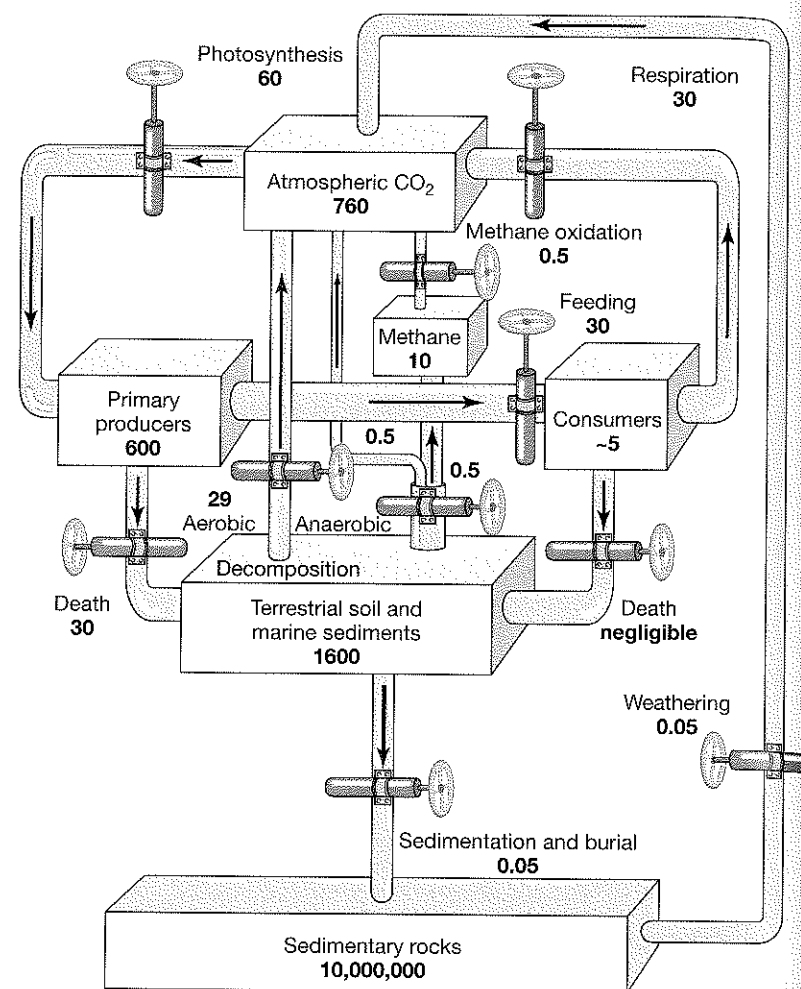 Photosynthesis
60
Respiration
30
Atmospheric CO₂
760
Methane oxidation
0.5
Feeding
30
Methane
10
Primary
producers
600
Consumers
~5
0.5
0.5
29
Aerobic
Anaerobic
Decomposition
Death
30
Terrestrial soil and
marine sediments
1600
Death
negligible
Weathering
0.05
Sedimentation and burial
0.05
Sedimentary rocks
10,000,000